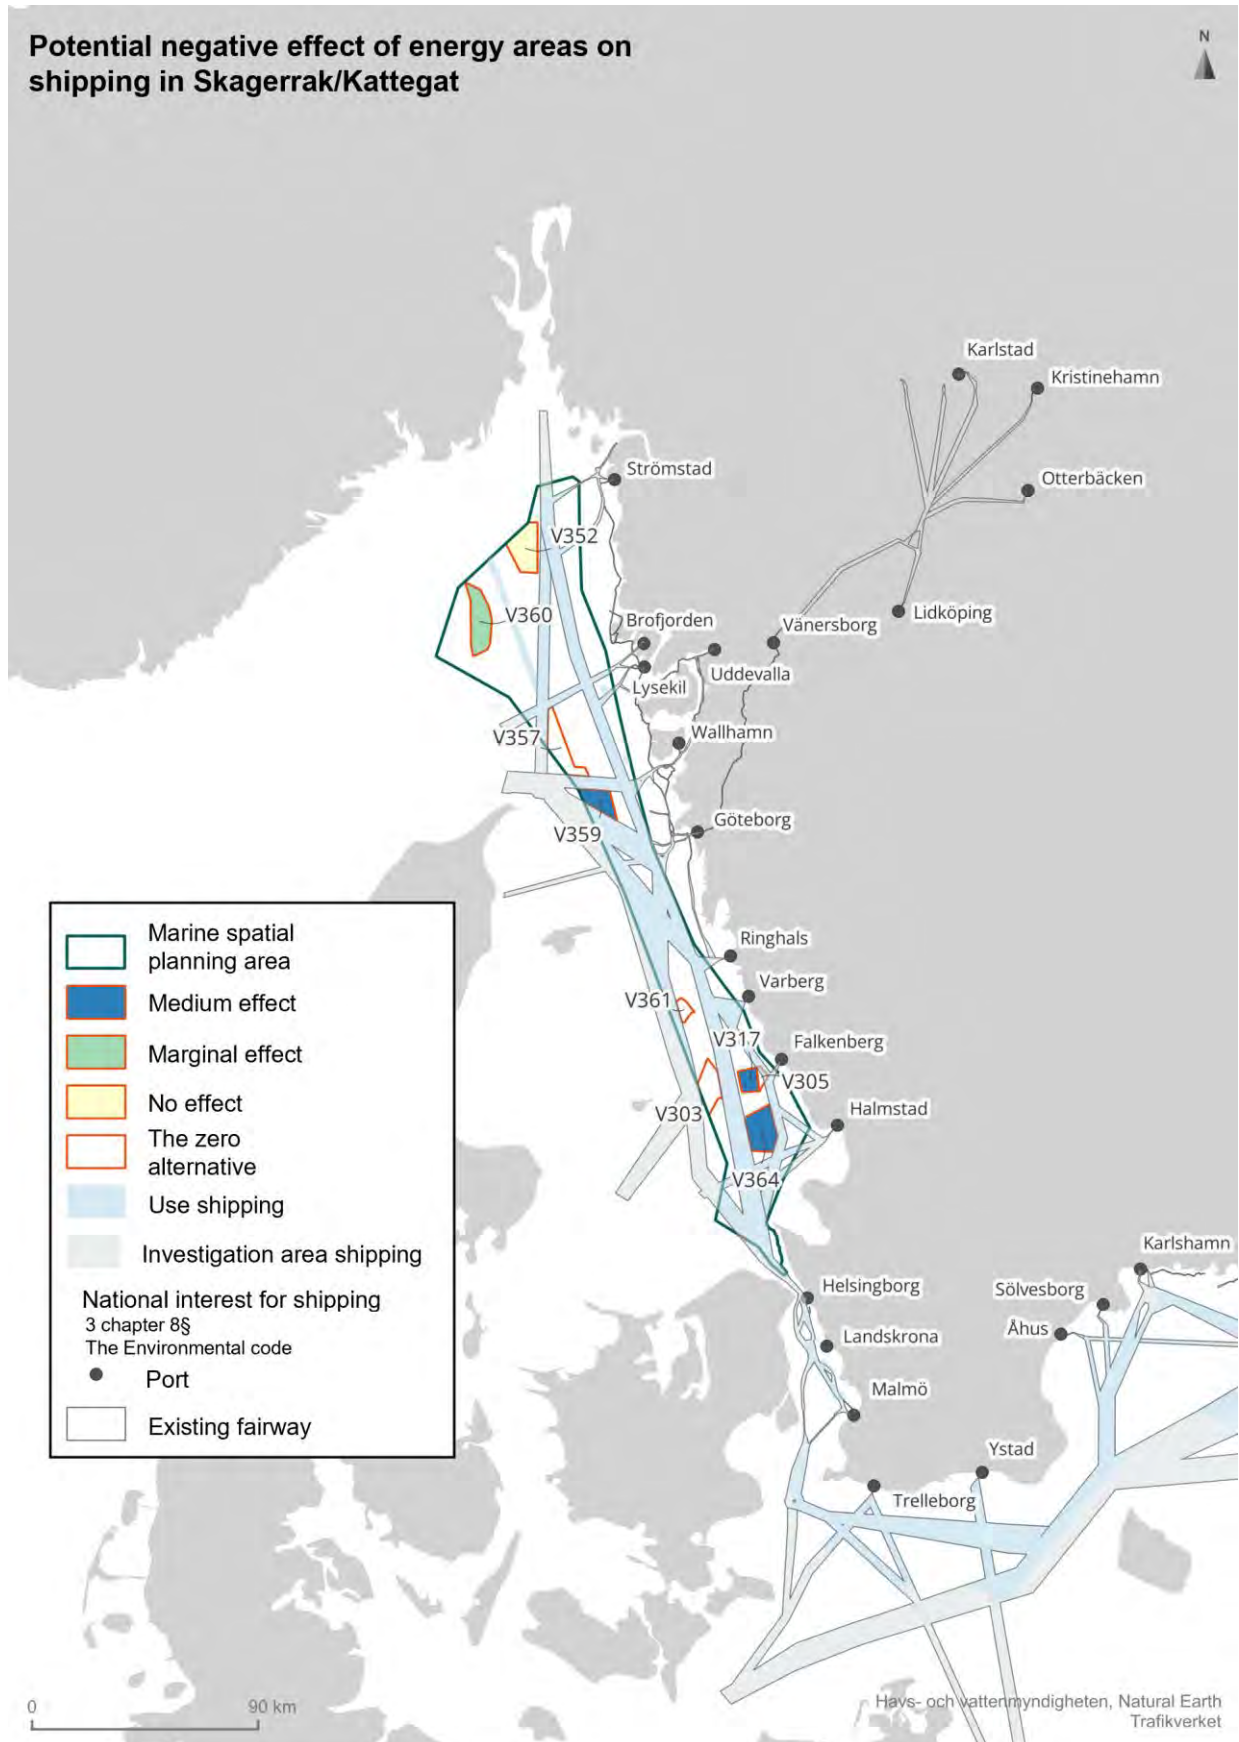 Potential negative effect of energy areas on
shipping in Skagerrak/Kattegat
N
Karlstad
Kristinehamn
Otterbäcken
Strömstad
V352
V360
Brofjorden
Vänersborg
Lidköping
Uddevalla
Lysekil
V357
Wallhamn
Göteborg
V359
Ringhals
Varberg
V361
V317
Falkenberg
V305
V303
Halmstad
V364
Helsingborg
Landskrona
Malmö
Karlshamn
Sölvesborg
Åhus
Ystad
Trelleborg
Marine spatial
planning area
Medium effect
Marginal effect
No effect
The zero
alternative
Use shipping
Investigation area shipping
National interest for shipping
3 chapter 8§
The Environmental code
Port
Existing fairway
0 90 km
Havs- och vattenmyndigheten, Natural Earth
Trafikverket